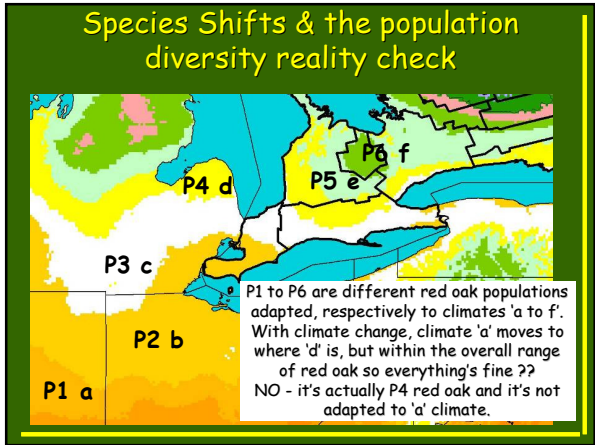 Species Shifts & the population
diversity reality check
P6 f
P4 d
P5 e
P3 c
P2 b
P1 a
P1 to P6 are different red oak populations
adapted, respectively to climates ‘a to f’.
With climate change, climate ‘a’ moves to
where ‘d’ is, but within the overall range
of red oak so everything’s fine ??
NO - it’s actually P4 red oak and it’s not
adapted to ‘a’ climate.